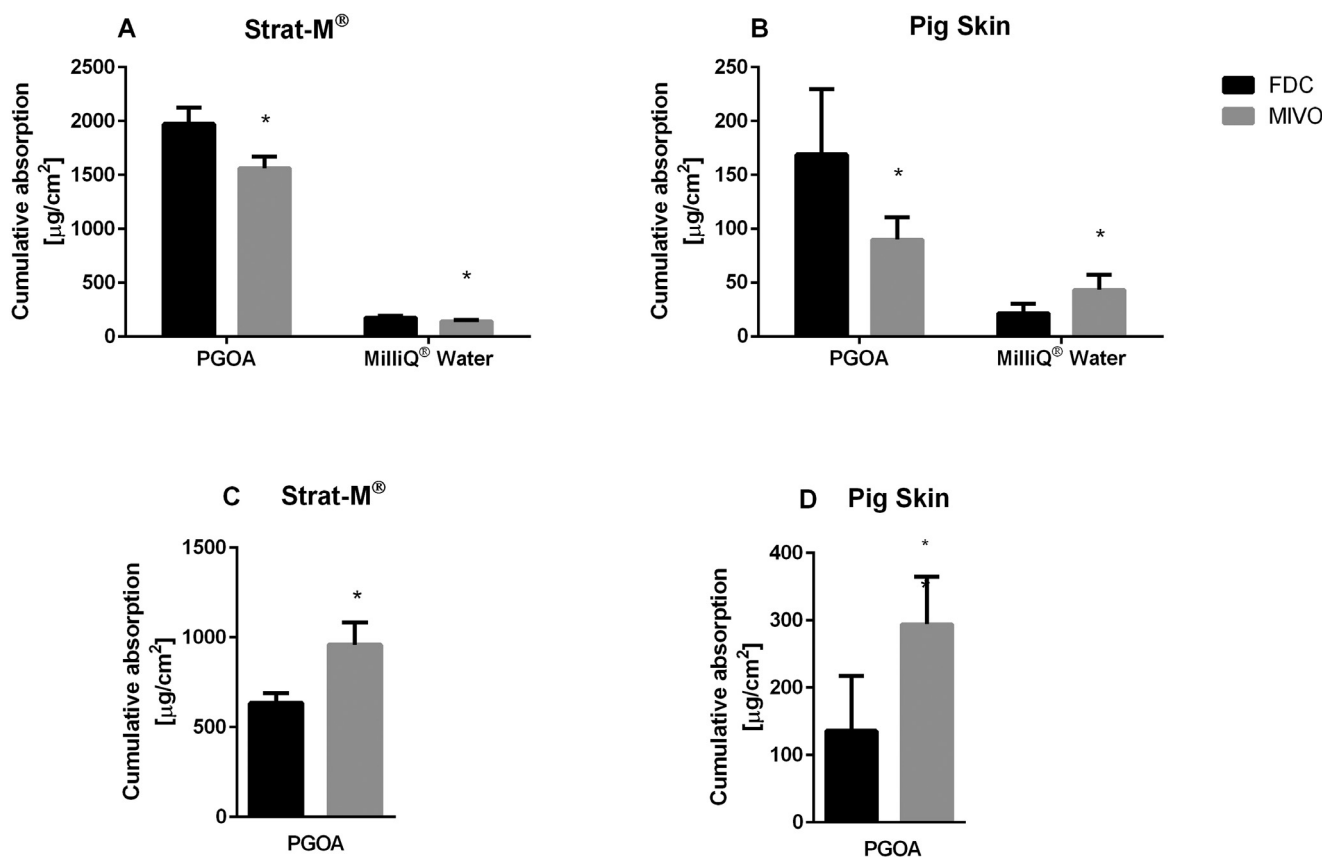 A Strat-M®
Cumulative absorption
[µg/cm²]
2500
2000
1500
1000
500
0
*
*
PGOA MilliQ® Water
B Pig Skin
Cumulative absorption
[µg/cm²]
250
200
150
100
50
0
*
*
PGOA MilliQ® Water
FDC
MIVO
C Strat-M®
Cumulative absorption
[µg/cm²]
1500
1000
500
0
*
PGOA
D Pig Skin
Cumulative absorption
[µg/cm²]
400
300
200
100
0
*
*
PGOA